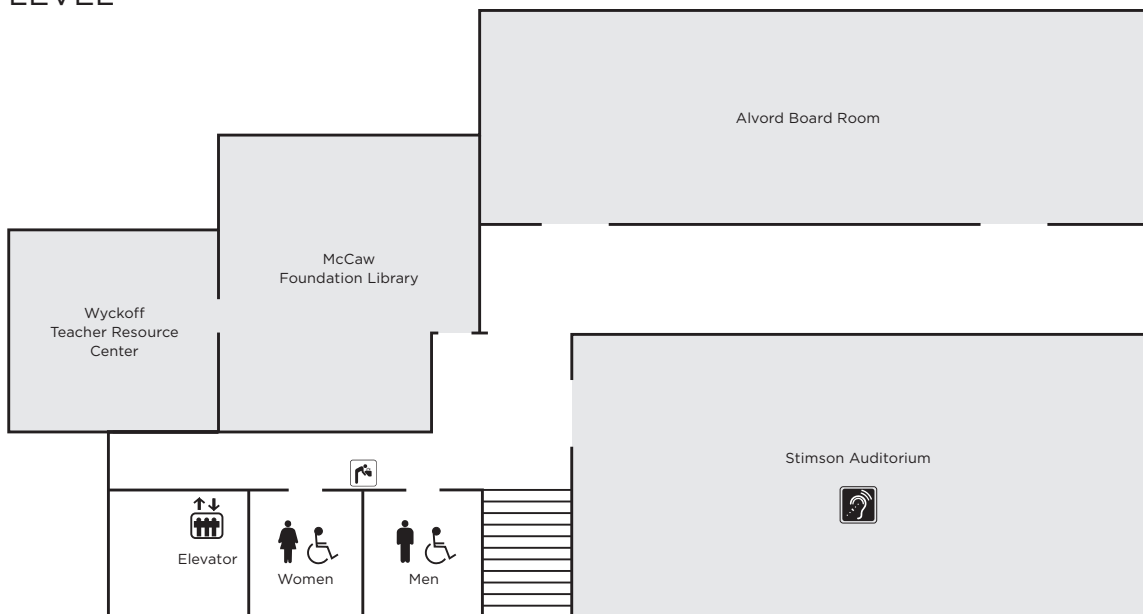 LEVEL
Alvord Board Room
McCaw
Foundation Library
Wyckoff
Teacher Resource
Center
Stimson Auditorium
Elevator
Women
Men